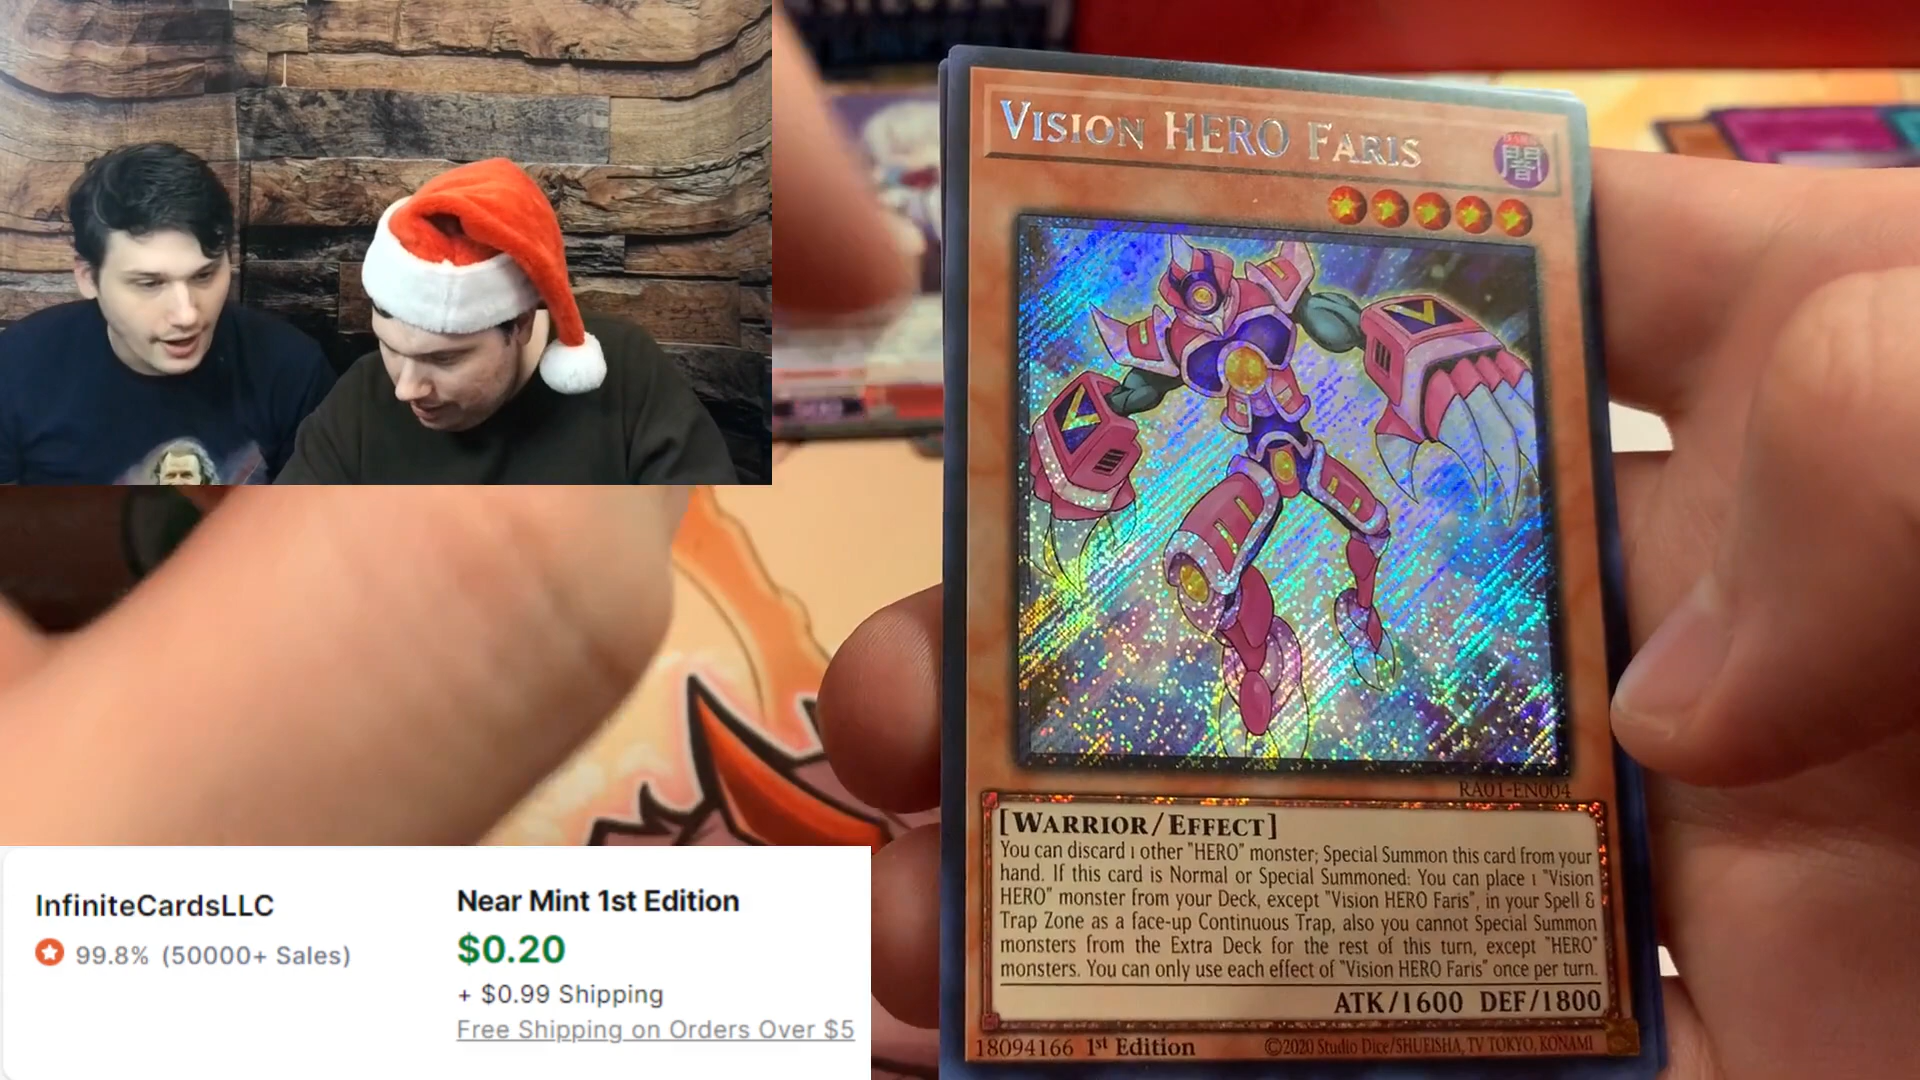 VISION HERO FARIS
闇
RA01-EN004
[WARRIOR/EFFECT]
You can discard 1 other "HERO" monster; Special Summon this card from your
hand. If this card is Normal or Special Summoned: You can place 1 "Vision
HERO" monster from your Deck, except "Vision HERO Faris", in your Spell &
Trap Zone as a face-up Continuous Trap, also you cannot Special Summon
monsters from the Extra Deck for the rest of this turn, except "HERO"
monsters. You can only use each effect of "Vision HERO Faris" once per turn.
ATK/1600 DEF/1800
18094166 1st Edition
©2020 Studio Dice/SHUEISHA, TV TOKYO, KONAMI
InfiniteCardsLLC
99.8% (50000+ Sales)
Near Mint 1st Edition
$0.20
+ $0.99 Shipping
Free Shipping on Orders Over $5